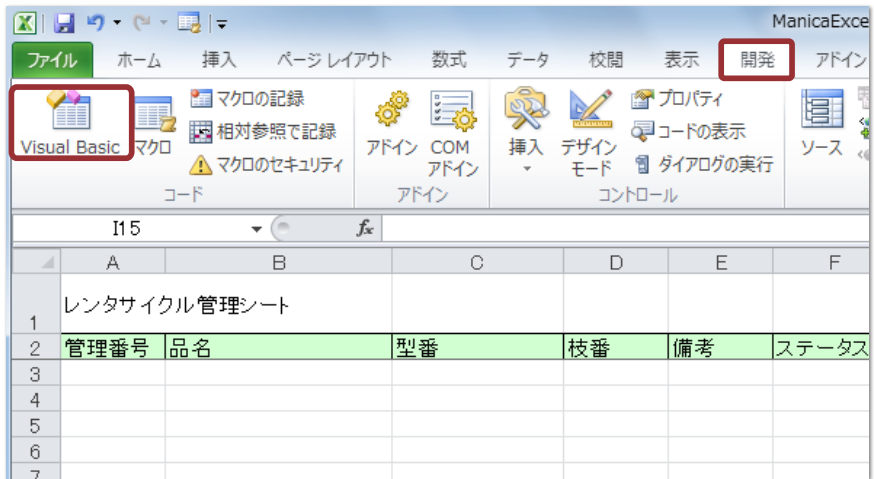 ManicaExce
ファイル ホーム 挿入 ページ レイアウト 数式 データ 校閲 表示 開発 アドイン
Visual Basic
マクロ
マクロの記録
相対参照で記録
マクロのセキュリティ
コード
アドイン
COM
アドイン
アドイン
挿入
デザイン
モード
プロパティ
コードの表示
ダイアログの実行
コントロール
ソース
I15
fx
A B C D E F
1 レンタサイクル管理シート
2 管理番号 品名 型番 枝番 備考 ステータス
3
4
5
6
7